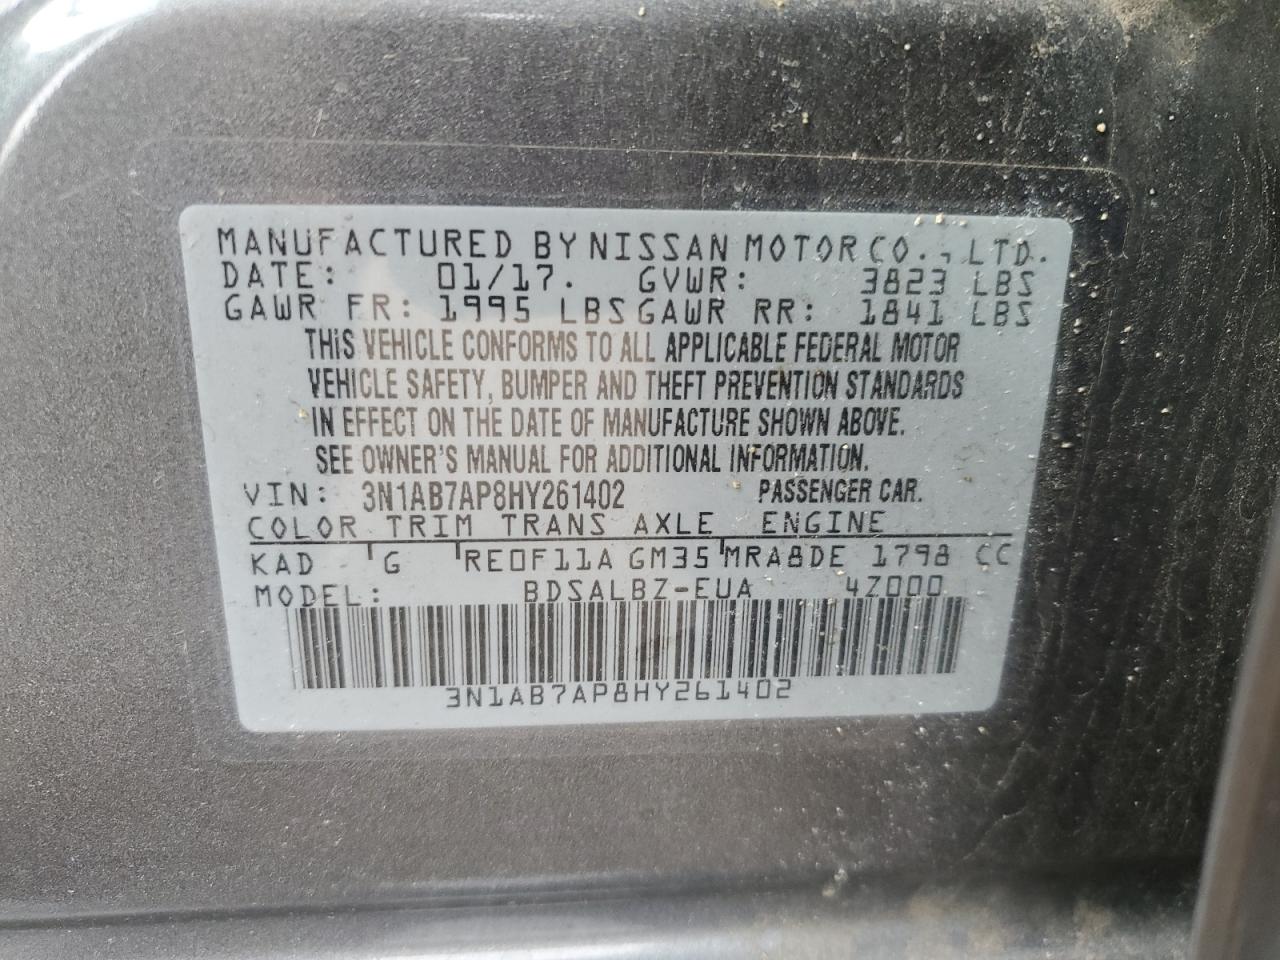 MANUFACTURED BY NISSAN MOTOR CO., LTD.
DATE: 01/17. GVWR: 3823 LBS
GAWR FR: 1995 LBS GAWR RR: 1841 LBS
THIS VEHICLE CONFORMS TO ALL APPLICABLE FEDERAL MOTOR
VEHICLE SAFETY, BUMPER AND THEFT PREVENTION STANDARDS
IN EFFECT ON THE DATE OF MANUFACTURE SHOWN ABOVE.
SEE OWNER'S MANUAL FOR ADDITIONAL INFORMATION.
VIN: 3N1AB7AP8HY261402 PASSENGER CAR.
COLOR TRIM TRANS AXLE ENGINE
KAD G RE0F11A GM35 MRA8DE 1798 CC
MODEL: BDSALBZ-EUA 4Z000
3N1AB7AP8HY261402